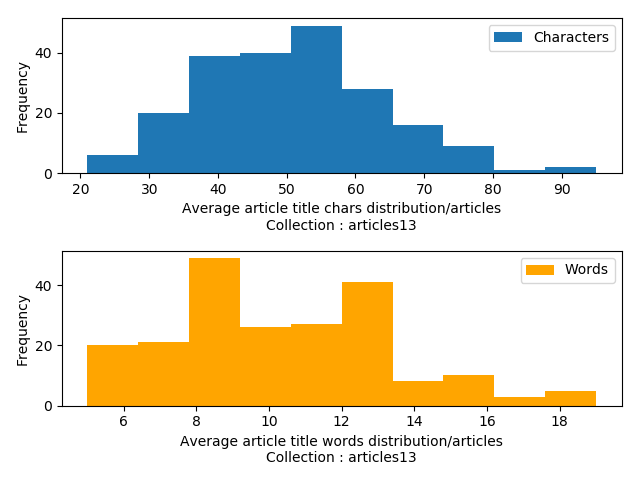 Characters
Frequency
40
20
0
20 30 40 50 60 70 80 90
Average article title chars distribution/articles
Collection : articles13
Words
Frequency
40
20
0
6 8 10 12 14 16 18
Average article title words distribution/articles
Collection : articles13